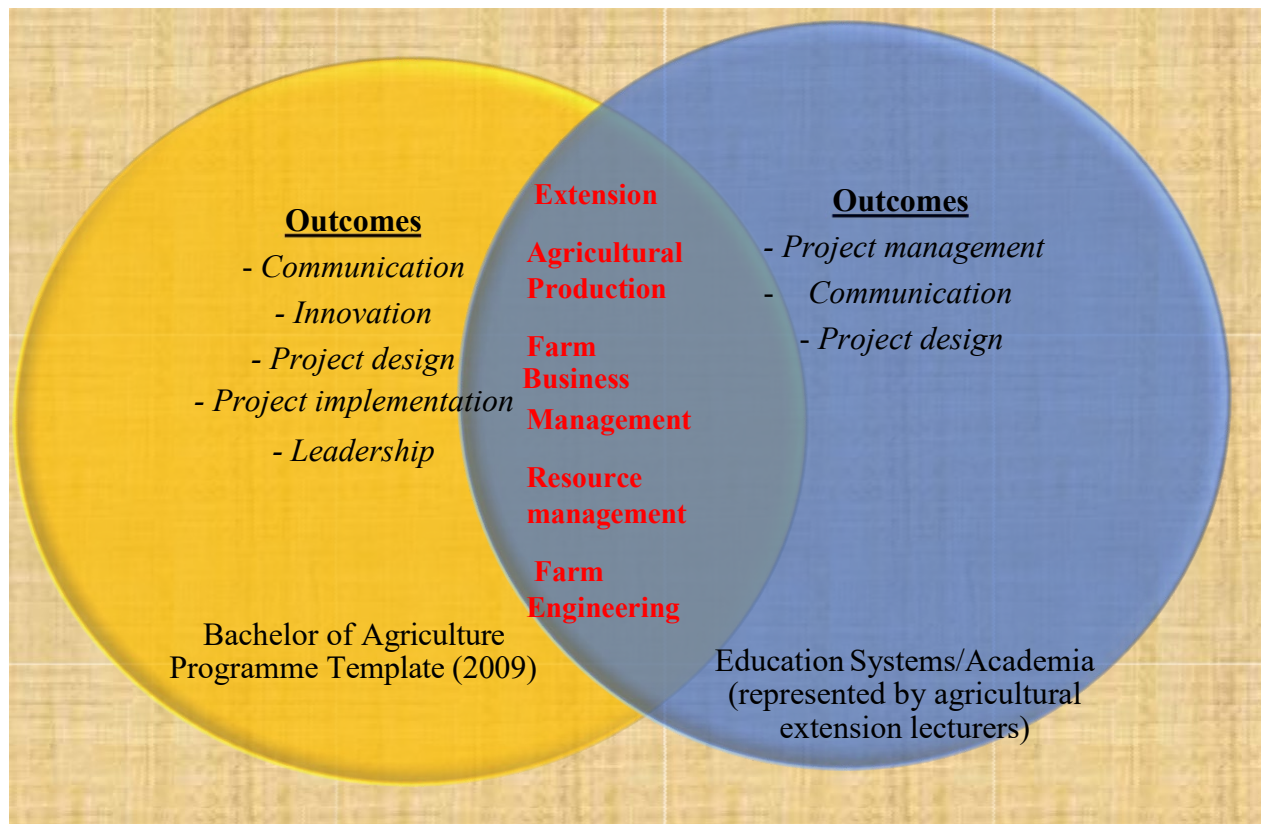 Outcomes
- Communication
- Innovation
- Project design
- Project implementation
- Leadership
Bachelor of Agriculture
Programme Template (2009)
Extension
Agricultural
Production
Farm
Business
Management
Resource
management
Farm
Engineering
Outcomes
- Project management
- Communication
- Project design
Education Systems/Academia
(represented by agricultural
extension lecturers)